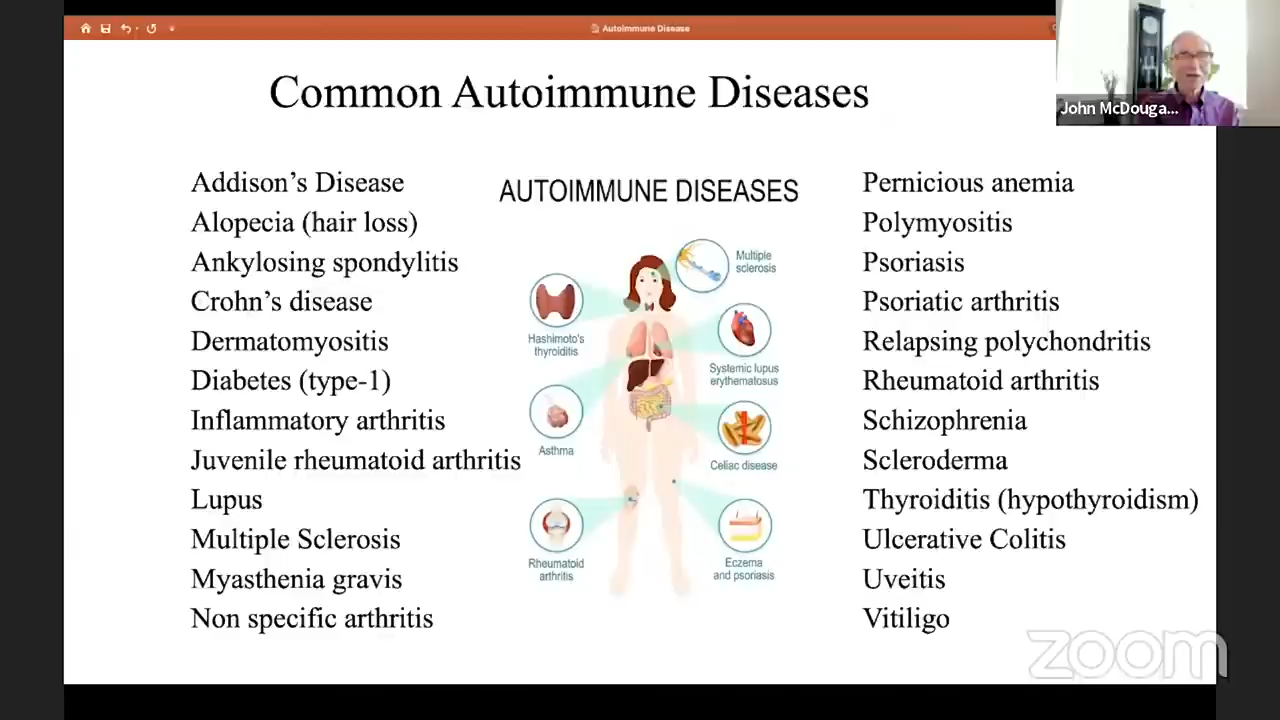 Autoimmune Disease
John McDouga...
Common Autoimmune Diseases
Addison’s Disease
Alopecia (hair loss)
Ankylosing spondylitis
Crohn’s disease
Dermatomyositis
Diabetes (type-1)
Inflammatory arthritis
Juvenile rheumatoid arthritis
Lupus
Multiple Sclerosis
Myasthenia gravis
Non specific arthritis
AUTOIMMUNE DISEASES
Multiple
sclerosis
Hashimoto's
thyroiditis
Systemic lupus
erythematosus
Asthma
Celiac disease
Rheumatoid
arthritis
Eczema
and psoriasis
Pernicious anemia
Polymyositis
Psoriasis
Psoriatic arthritis
Relapsing polychondritis
Rheumatoid arthritis
Schizophrenia
Scleroderma
Thyroiditis (hypothyroidism)
Ulcerative Colitis
Uveitis
Vitiligo
zoom